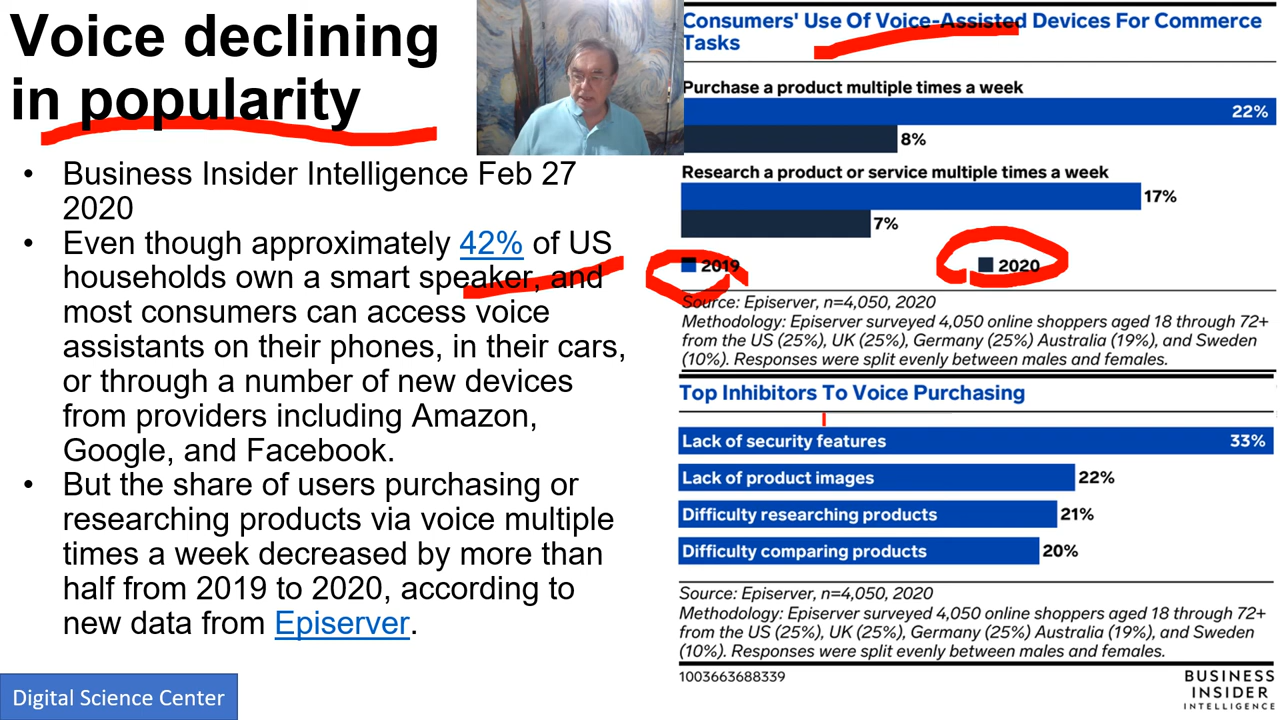 Voice declining
in popularity
• Business Insider Intelligence Feb 27
2020
• Even though approximately 42% of US
households own a smart speaker, and
most consumers can access voice
assistants on their phones, in their cars,
or through a number of new devices
from providers including Amazon,
Google, and Facebook.
• But the share of users purchasing or
researching products via voice multiple
times a week decreased by more than
half from 2019 to 2020, according to
new data from Episerver.
Digital Science Center
Consumers' Use Of Voice-Assisted Devices For Commerce
Tasks
Purchase a product multiple times a week
22%
8%
Research a product or service multiple times a week
17%
7%
2019 2020
Source: Episerver, n=4,050, 2020
Methodology: Episerver surveyed 4,050 online shoppers aged 18 through 72+
from the US (25%), UK (25%), Germany (25%) Australia (19%), and Sweden
(10%). Responses were split evenly between males and females.
Top Inhibitors To Voice Purchasing
Lack of security features 33%
Lack of product images 22%
Difficulty researching products 21%
Difficulty comparing products 20%
Source: Episerver, n=4,050, 2020
Methodology: Episerver surveyed 4,050 online shoppers aged 18 through 72+
from the US (25%), UK (25%), Germany (25%) Australia (19%), and Sweden
(10%). Responses were split evenly between males and females.
1003663688339
BUSINESS
INSIDER
INTELLIGENCE